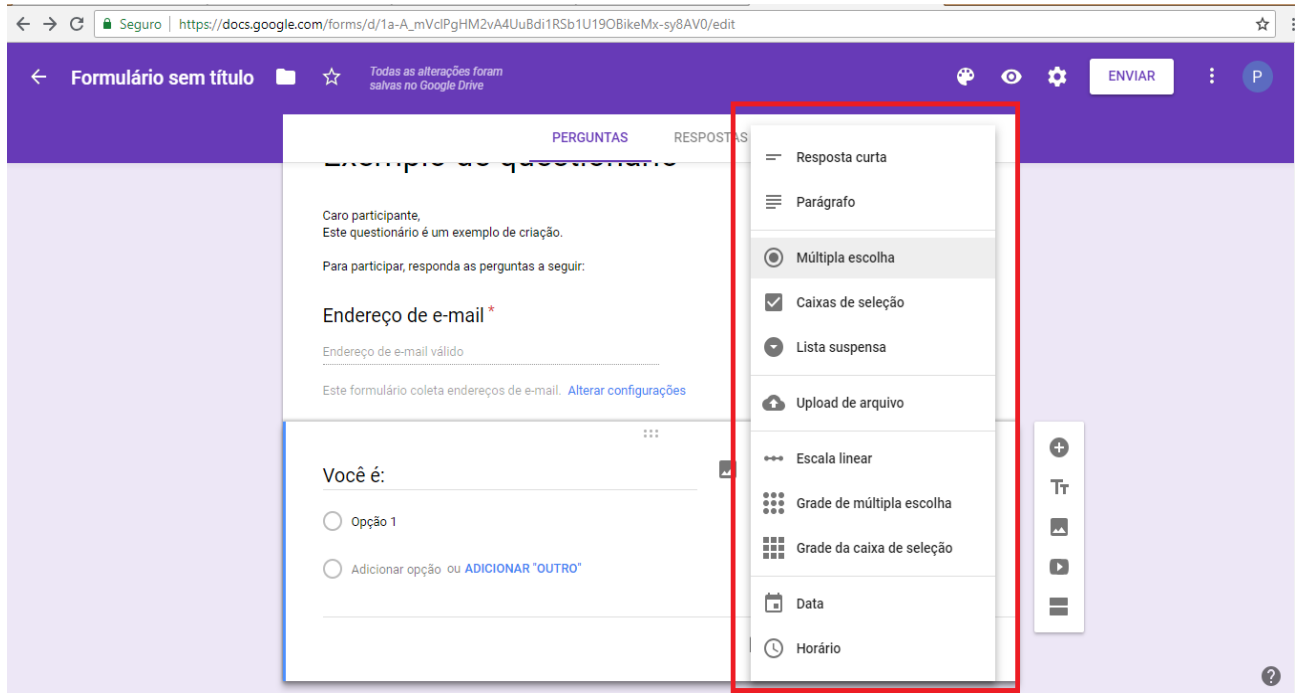 Seguro | https://docs.google.com/forms/d/1a-A_mVclPgHM2vA4UuBdi1RSb1U19OBikeMx-sy8AV0/edit
Formulário sem título
Todas as alterações foram
salvas no Google Drive
ENVIAR
P
PERGUNTAS RESPOSTAS
Exemplo de questionário
Caro participante,
Este questionário é um exemplo de criação.
Para participar, responda as perguntas a seguir:
Endereço de e-mail *
Endereço de e-mail válido
Este formulário coleta endereços de e-mail. Alterar configurações
Você é:
Opção 1
Adicionar opção ou ADICIONAR "OUTRO"
Resposta curta
Parágrafo
Múltipla escolha
Caixas de seleção
Lista suspensa
Upload de arquivo
Escala linear
Grade de múltipla escolha
Grade da caixa de seleção
Data
Horário
Tт